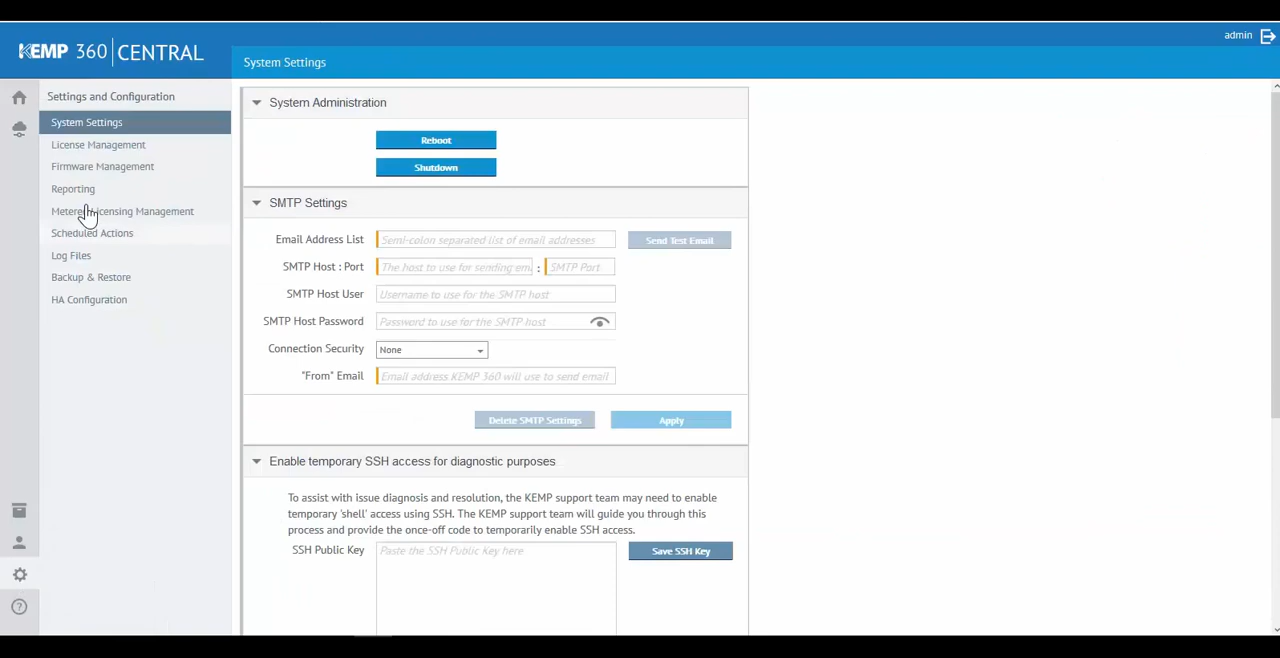 KEMP 360 CENTRAL
admin
System Settings
Settings and Configuration
System Settings
License Management
Firmware Management
Reporting
Metered Licensing Management
Scheduled Actions
Log Files
Backup & Restore
HA Configuration
System Administration
Reboot
Shutdown
SMTP Settings
Email Address List
Semi-colon separated list of email addresses
Send Test Email
SMTP Host : Port
The host to use for sending em : SMTP Port
SMTP Host User
Username to use for the SMTP host
SMTP Host Password
Password to use for the SMTP host
Connection Security
None
"From" Email
Email address KEMP 360 will use to send email
Delete SMTP Settings
Apply
Enable temporary SSH access for diagnostic purposes
To assist with issue diagnosis and resolution, the KEMP support team may need to enable
temporary 'shell' access using SSH. The KEMP support team will guide you through this
process and provide the once-off code to temporarily enable SSH access.
SSH Public Key
Paste the SSH Public Key here
Save SSH Key